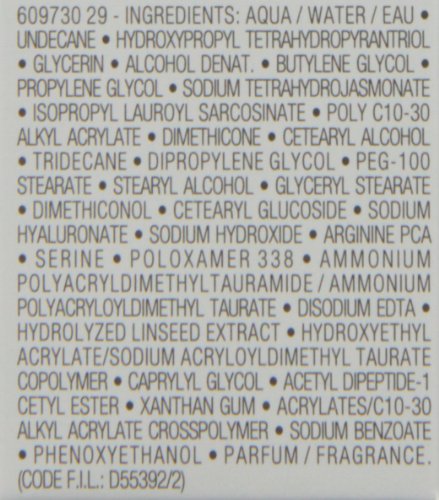 609730 29 - INGREDIENTS: AQUA / WATER / EAU •
UNDECANE • HYDROXYPROPYL TETRAHYDROPYRANTRIOL
• GLYCERIN • ALCOHOL DENAT. • BUTYLENE GLYCOL •
PROPYLENE GLYCOL • SODIUM TETRAHYDROJASMONATE
• ISOPROPYL LAUROYL SARCOSINATE • POLY C10-30
ALKYL ACRYLATE • DIMETHICONE • CETEARYL ALCOHOL
• TRIDECANE • DIPROPYLENE GLYCOL • PEG-100
STEARATE • STEARYL ALCOHOL • GLYCERYL STEARATE
• DIMETHICONOL • CETEARYL GLUCOSIDE • SODIUM
HYALURONATE • SODIUM HYDROXIDE • ARGININE PCA
• SERINE • POLOXAMER 338 • AMMONIUM
POLYACRYLDIMETHYLTAURAMIDE / AMMONIUM
POLYACRYLOYLDIMETHYL TAURATE • DISODIUM EDTA •
HYDROLYZED LINSEED EXTRACT • HYDROXYETHYL
ACRYLATE/SODIUM ACRYLOYLDIMETHYL TAURATE
COPOLYMER • CAPRYLYL GLYCOL • ACETYL DIPEPTIDE-1
CETYL ESTER • XANTHAN GUM • ACRYLATES/C10-30
ALKYL ACRYLATE CROSSPOLYMER • SODIUM BENZOATE
• PHENOXYETHANOL • PARFUM / FRAGRANCE.
(CODE F.I.L.: D55392/2)